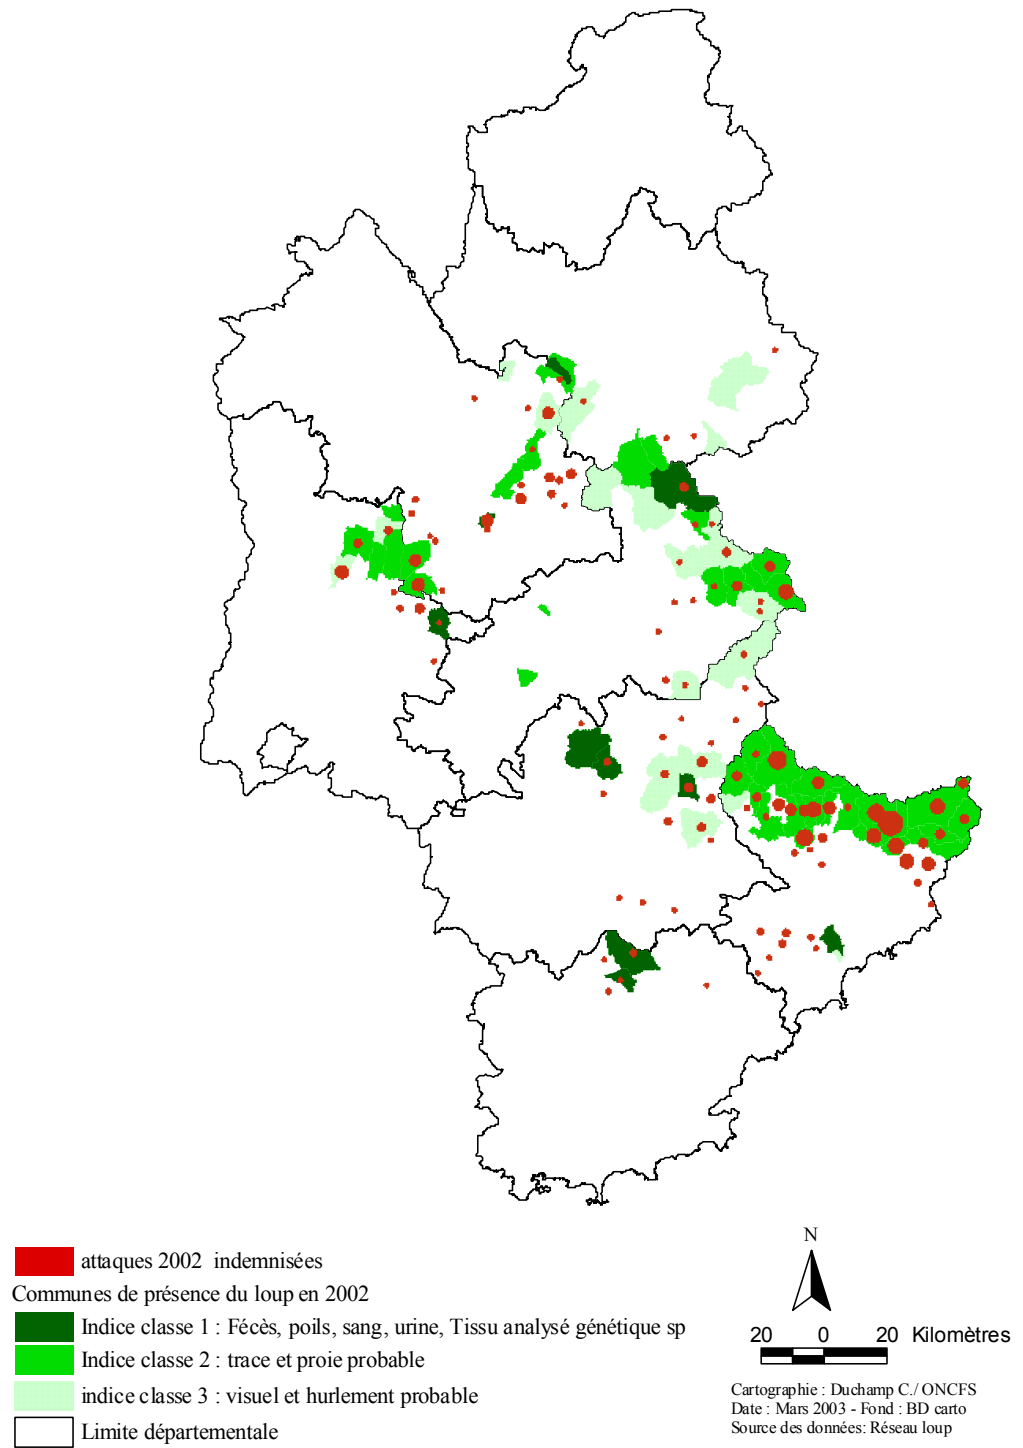 attaques 2002 indemnisées
Communes de présence du loup en 2002
Indice classe 1 : Fécès, poils, sang, urine, Tissu analysé génétique sp
Indice classe 2 : trace et proie probable
indice classe 3 : visuel et hurlement probable
Limite départementale
N
20 0 20 Kilomètres
Cartographie : Duchamp C./ ONCFS
Date : Mars 2003 - Fond : BD carto
Source des données: Réseau loup